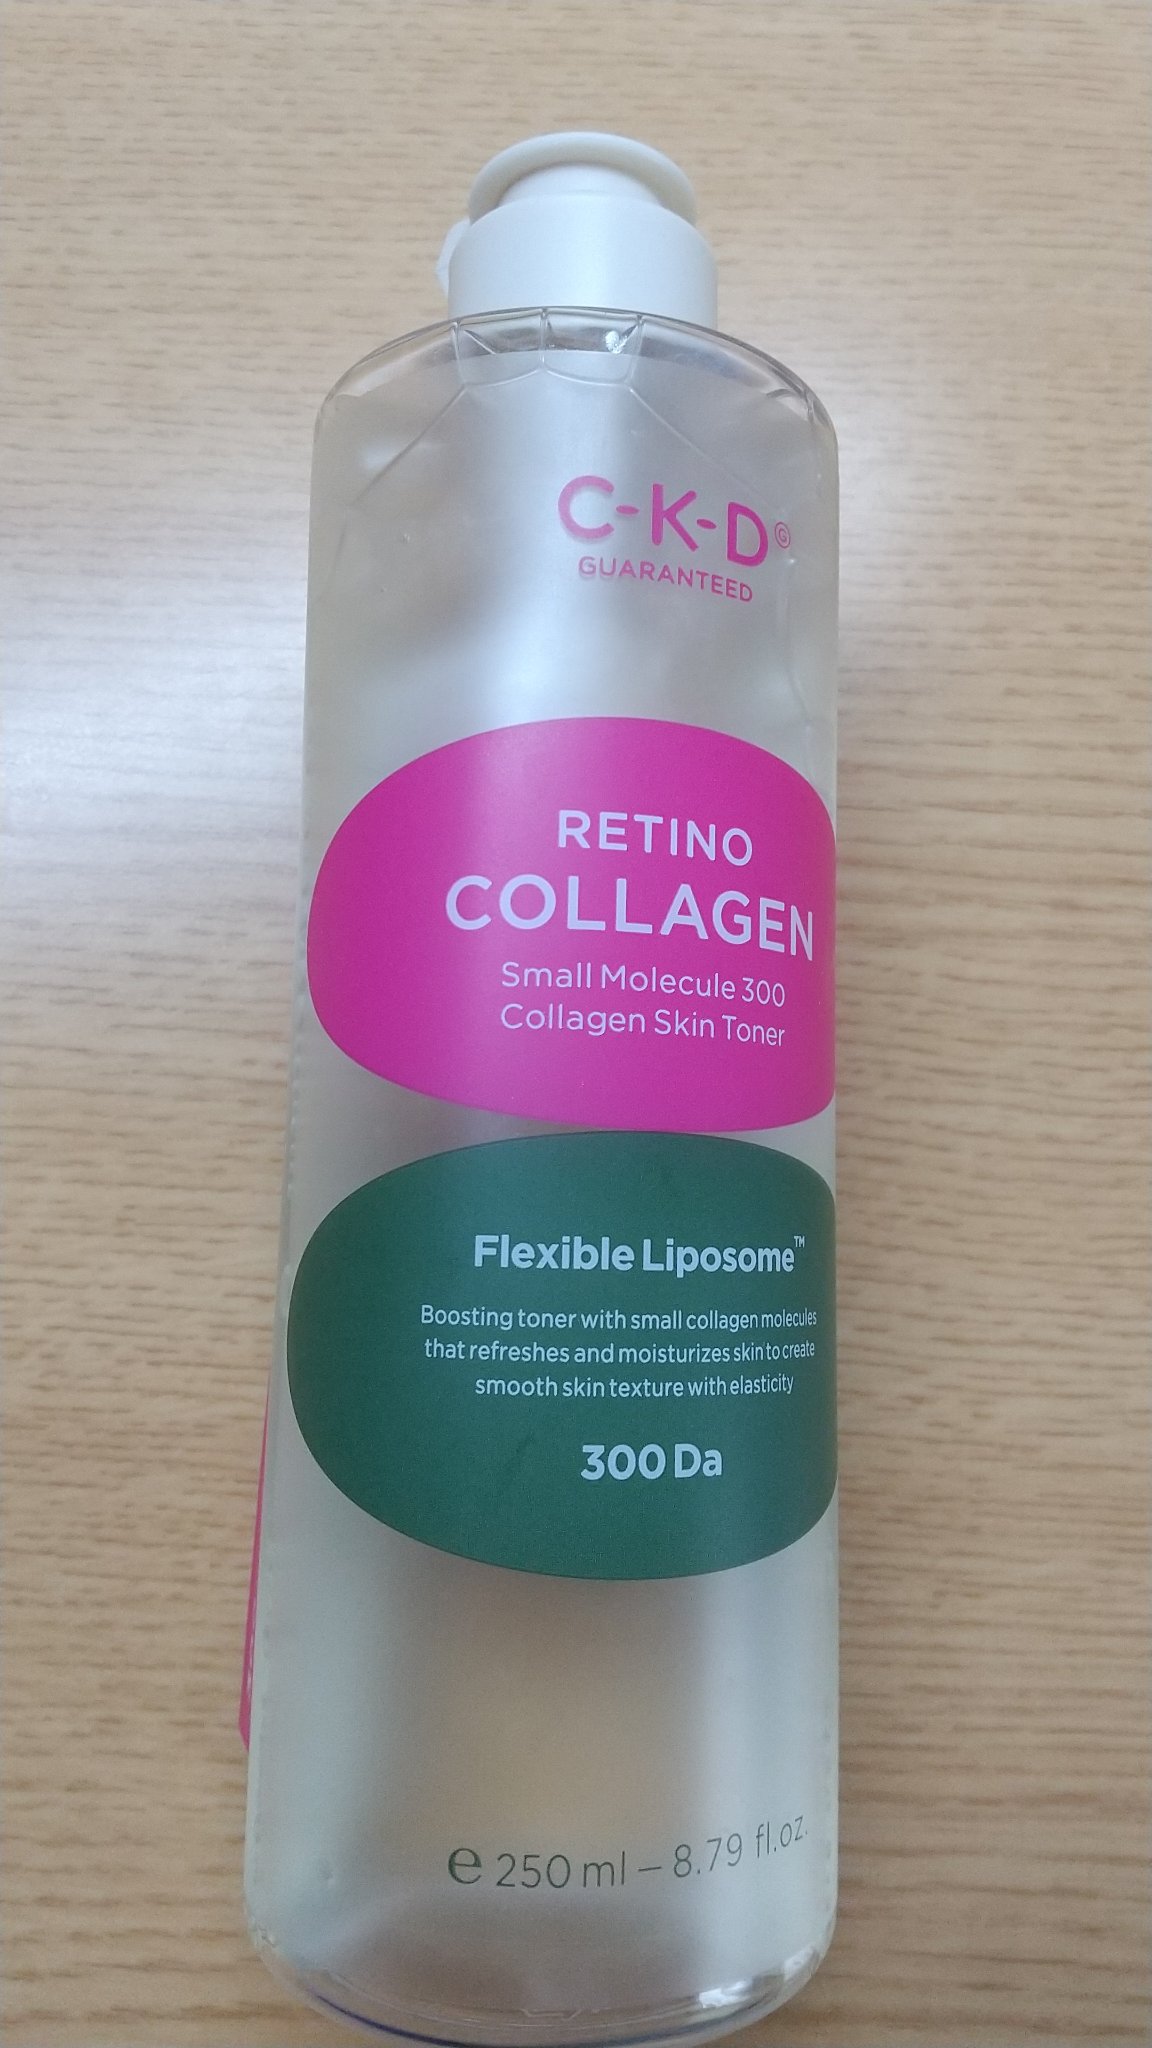 C-K-D Ⓖ
GUARANTEED
RETINO
COLLAGEN
Small Molecule 300
Collagen Skin Toner
Flexible Liposome™
Boosting toner with small collagen molecules
that refreshes and moisturizes skin to create
smooth skin texture with elasticity
300 Da
e 250 ml – 8.79 fl.oz.